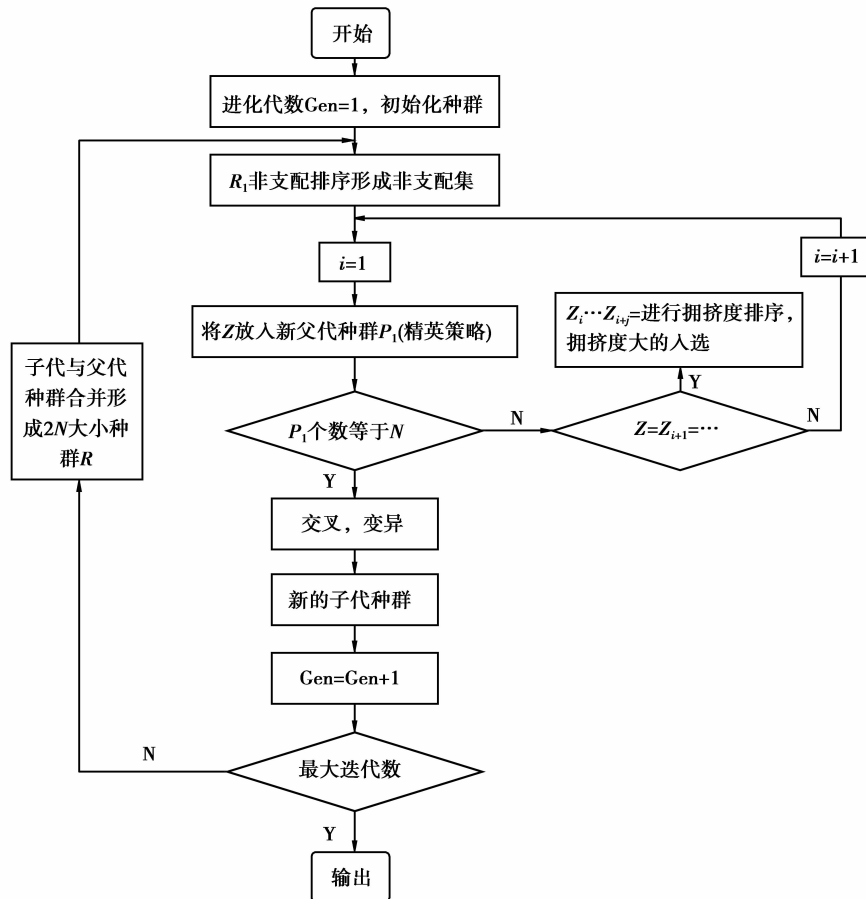 开始
进化代数Gen=1，初始化种群
R₁非支配排序形成非支配集
i=1
i=i+1
将Z放入新父代种群P₁(精英策略)
Zᵢ…Zᵢ₊ⱼ=进行拥挤度排序，
拥挤度大的入选
子代与父代
种群合并形
成2N大小种
群R
P₁个数等于N
N
Y
Z=Zᵢ₊₁=…
N
Y
交叉，变异
新的子代种群
Gen=Gen+1
N
最大迭代数
Y
输出